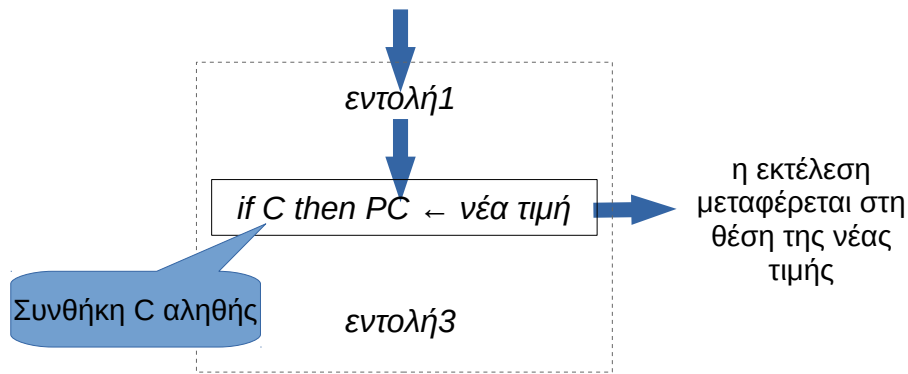 εντολή1
if C then PC ← νέα τιμή
η εκτέλεση
μεταφέρεται στη
θέση της νέας
τιμής
Συνθήκη C αληθής
εντολή3